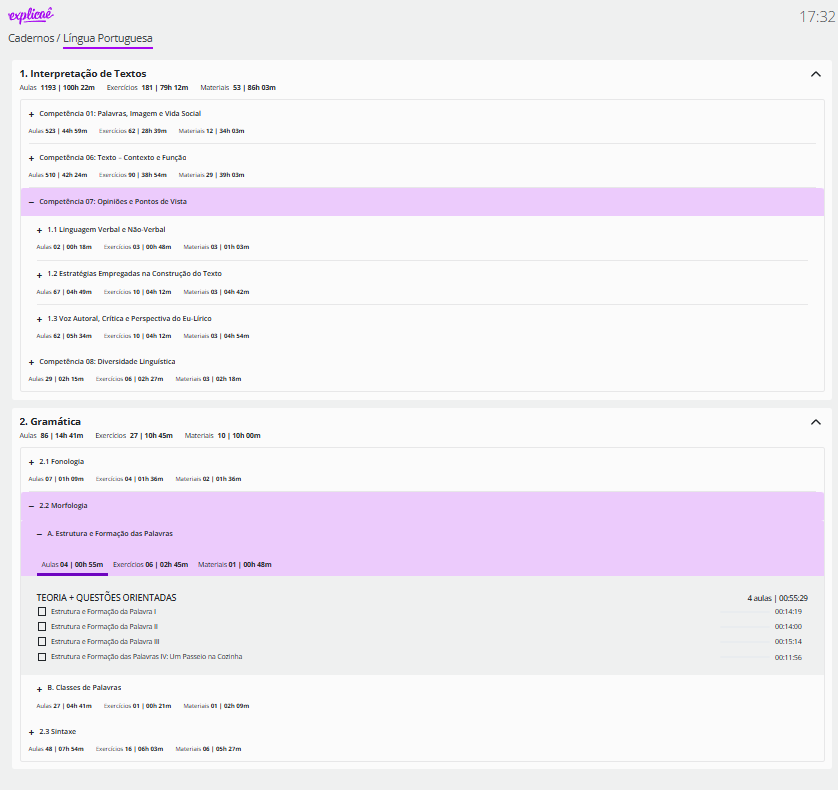 explicaê
17:32
Cadernos / Língua Portuguesa
1. Interpretação de Textos
Aulas 1193 | 100h 22m Exercícios 181 | 79h 12m Materiais 53 | 86h 03m
+ Competência 01: Palavras, Imagem e Vida Social
Aulas 523 | 44h 59m Exercícios 62 | 28h 39m Materiais 12 | 34h 03m
+ Competência 06: Texto – Contexto e Função
Aulas 510 | 42h 24m Exercícios 90 | 38h 54m Materiais 29 | 39h 03m
– Competência 07: Opiniões e Pontos de Vista
+ 1.1 Linguagem Verbal e Não-Verbal
Aulas 02 | 00h 18m Exercícios 03 | 00h 48m Materiais 03 | 01h 03m
+ 1.2 Estratégias Empregadas na Construção do Texto
Aulas 67 | 04h 49m Exercícios 10 | 04h 12m Materiais 03 | 04h 42m
+ 1.3 Voz Autoral, Crítica e Perspectiva do Eu-Lírico
Aulas 62 | 05h 34m Exercícios 10 | 04h 12m Materiais 03 | 04h 54m
+ Competência 08: Diversidade Linguística
Aulas 29 | 02h 15m Exercícios 06 | 02h 27m Materiais 03 | 02h 18m
2. Gramática
Aulas 86 | 14h 41m Exercícios 27 | 10h 45m Materiais 10 | 10h 00m
+ 2.1 Fonologia
Aulas 07 | 01h 09m Exercícios 04 | 01h 36m Materiais 02 | 01h 36m
– 2.2 Morfologia
– A. Estrutura e Formação das Palavras
Aulas 04 | 00h 55m Exercícios 06 | 02h 45m Materiais 01 | 00h 48m
TEORIA + QUESTÕES ORIENTADAS 4 aulas | 00:55:29
Estrutura e Formação da Palavra I 00:14:19
Estrutura e Formação da Palavra II 00:14:00
Estrutura e Formação da Palavra III 00:15:14
Estrutura e Formação das Palavras IV: Um Passeio na Cozinha 00:11:56
+ B. Classes de Palavras
Aulas 27 | 04h 41m Exercícios 01 | 00h 21m Materiais 01 | 02h 09m
+ 2.3 Sintaxe
Aulas 48 | 07h 54m Exercícios 16 | 06h 03m Materiais 06 | 05h 27m